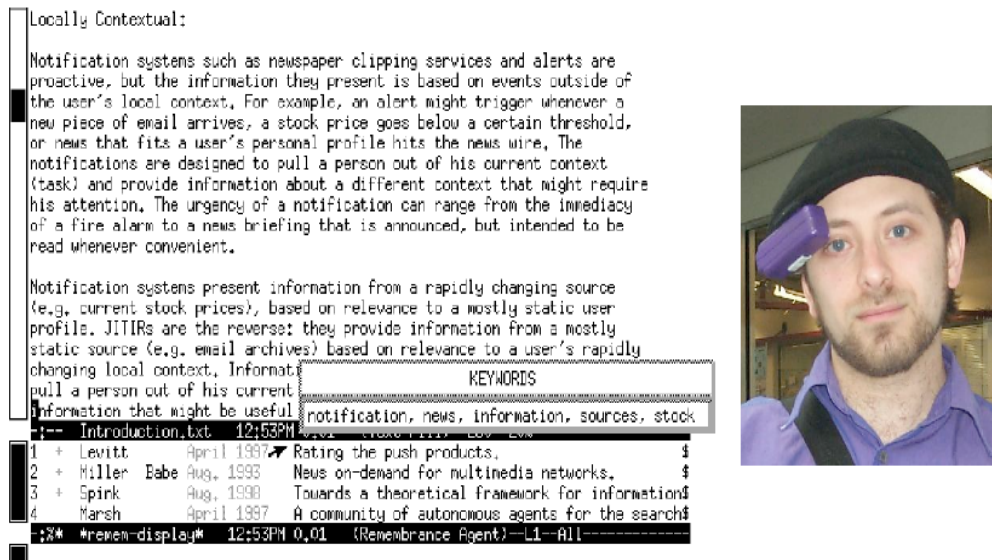 Locally Contextual:
Notification systems such as newspaper clipping services and alerts are
proactive, but the information they present is based on events outside of
the user's local context. For example, an alert might trigger whenever a
new piece of email arrives, a stock price goes below a certain threshold,
or news that fits a user's personal profile hits the news wire. The
notifications are designed to pull a person out of his current context
(task) and provide information about a different context that might require
his attention. The urgency of a notification can range from the immediacy
of a fire alarm to a news briefing that is announced, but intended to be
read whenever convenient.
Notification systems present information from a rapidly changing source
(e.g. current stock prices), based on relevance to a mostly static user
profile. JITIRs are the reverse: they provide information from a mostly
static source (e.g. email archives) based on relevance to a user's rapidly
changing local context. Informati
pull a person out of his current
information that might be useful
KEYWORDS
notification, news, information, sources, stock
-:-- Introduction.txt 12:53PM
1 + Levitt April 1997 Rating the push products. $
2 + Miller Babe Aug. 1993 News on-demand for multimedia networks. $
3 + Spink Aug. 1998 Towards a theoretical framework for information$
4 Marsh April 1997 A community of autonomous agents for the search$
-:%* *remem-display* 12:53PM 0.01 (Remembrance Agent)--L1--All-------------